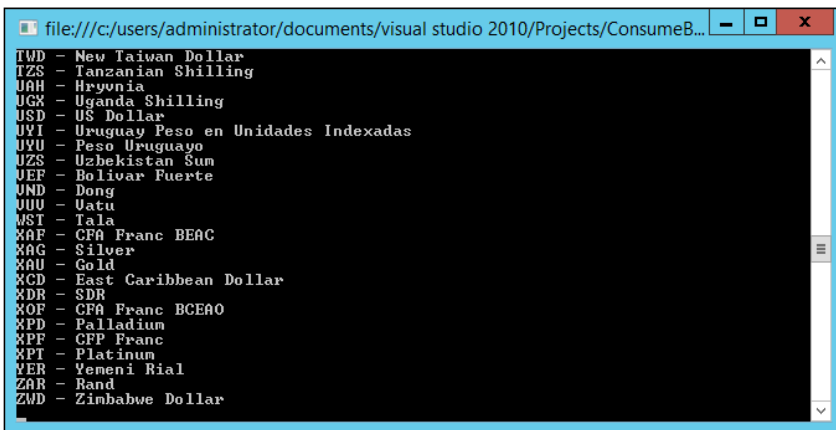 file:///c:/users/administrator/documents/visual studio 2010/Projects/ConsumeB...
TWD - New Taiwan Dollar
TZS - Tanzanian Shilling
UAH - Hryvnia
UGX - Uganda Shilling
USD - US Dollar
UYI - Uruguay Peso en Unidades Indexadas
UYU - Peso Uruguayo
UZS - Uzbekistan Sum
VEF - Bolivar Fuerte
VND - Dong
VUV - Vatu
WST - Tala
XAF - CFA Franc BEAC
XAG - Silver
XAU - Gold
XCD - East Caribbean Dollar
XDR - SDR
XOF - CFA Franc BCEAO
XPD - Palladium
XPF - CFP Franc
XPT - Platinum
YER - Yemeni Rial
ZAR - Rand
ZWD - Zimbabwe Dollar